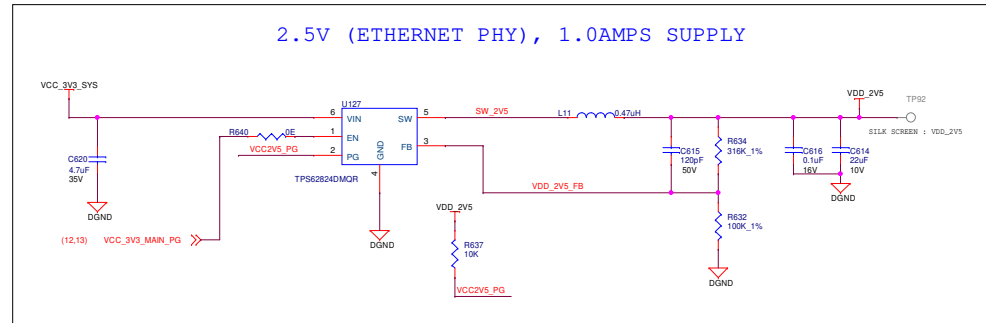 2.5V (ETHERNET PHY), 1.0AMPS SUPPLY
VCC_3V3_SYS
U127
VDD_2V5
TP92
6
VIN
SW
5
SW_2V5
L11
0.47uH
SILK SCREEN : VDD_2V5
R640
0E
1
EN
VCC2V5_PG
2
PG
FB
3
GND
4
TPS62824DMQR
C620
4.7uF
35V
DGND
C615
120pF
50V
R634
316K_1%
C616
0.1uF
16V
C614
22uF
10V
DGND
VDD_2V5_FB
VDD_2V5
R632
100K_1%
DGND
(12,13)
VCC_3V3_MAIN_PG
DGND
R637
10K
VCC2V5_PG